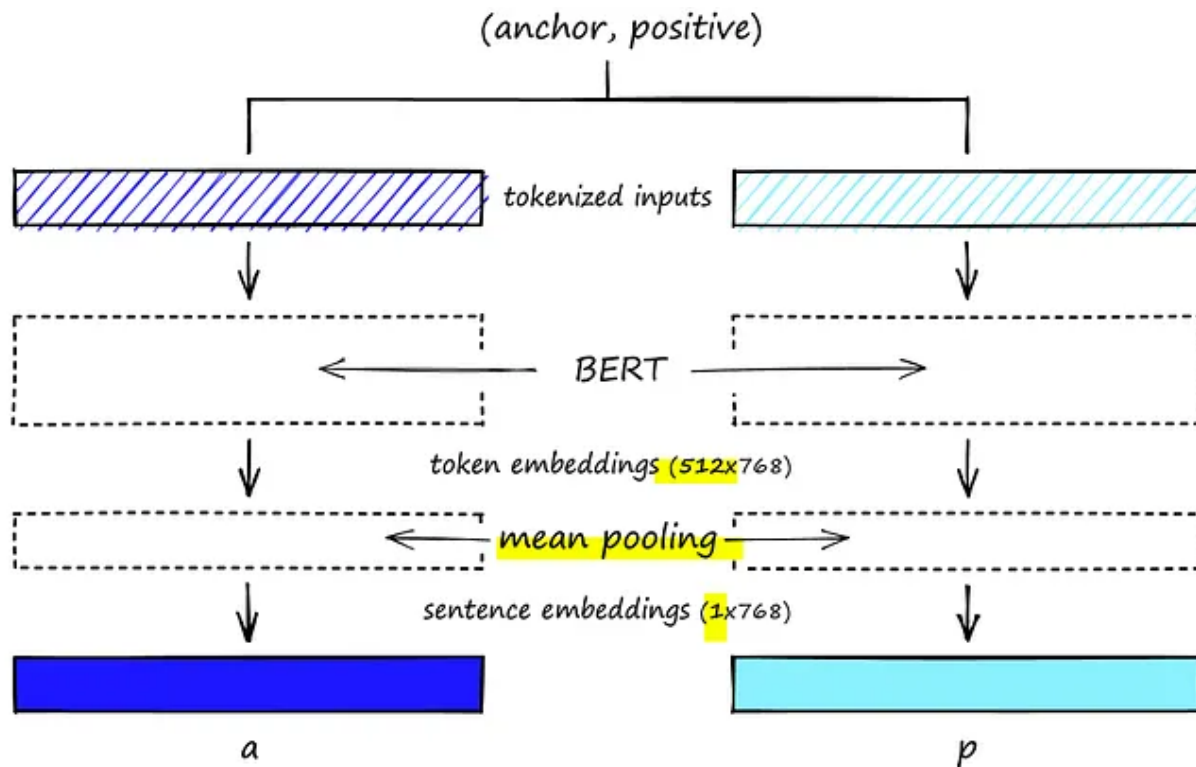 (anchor, positive)
tokenized inputs
BERT
token embeddings (512x768)
mean pooling
sentence embeddings (1x768)
a
p